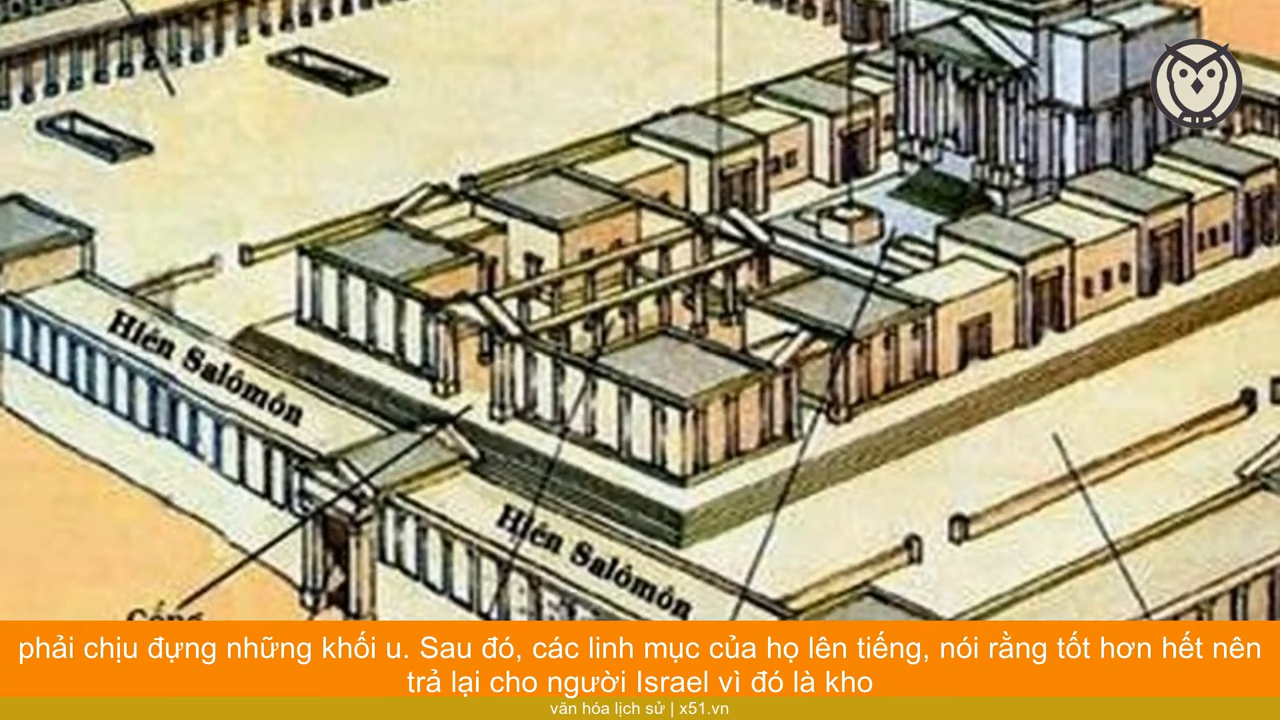 Hiên Salômôn
Hiên Salômôn
Cổng
phải chịu đựng những khối u. Sau đó, các linh mục của họ lên tiếng, nói rằng tốt hơn hết nên
trả lại cho người Israel vì đó là kho
văn hóa lịch sử | x51.vn